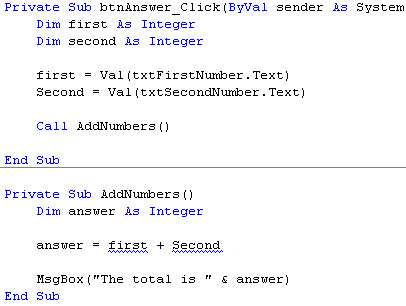 Private Sub btnAnswer_Click(ByVal sender As System
Dim first As Integer
Dim second As Integer
first = Val(txtFirstNumber.Text)
Second = Val(txtSecondNumber.Text)
Call AddNumbers()
End Sub
Private Sub AddNumbers()
Dim answer As Integer
answer = first + Second
MsgBox("The total is " & answer)
End Sub